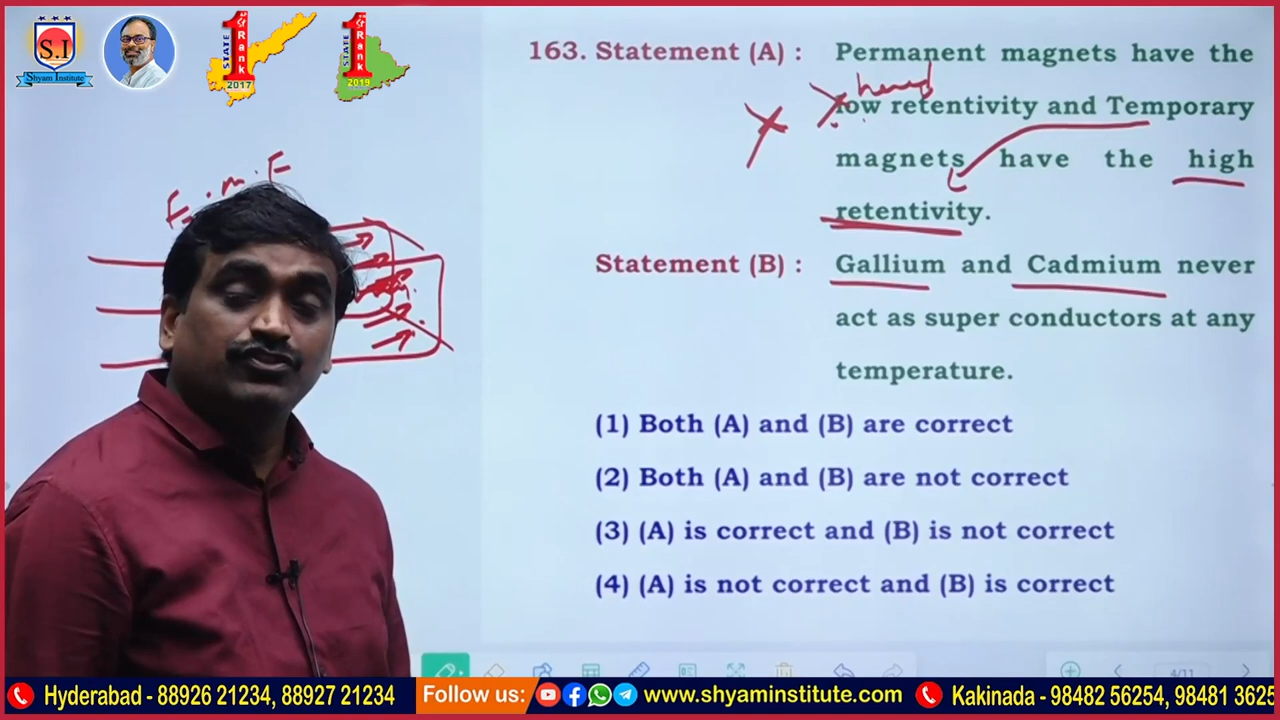 S.I
Shyam Institute
STATE
1
st
Rank
2017
STATE
1
st
Rank
2019
163. Statement (A) : Permanent magnets have the
low retentivity and Temporary
magnets have the high
retentivity.
Statement (B) : Gallium and Cadmium never
act as super conductors at any
temperature.
(1) Both (A) and (B) are correct
(2) Both (A) and (B) are not correct
(3) (A) is correct and (B) is not correct
(4) (A) is not correct and (B) is correct
E.M.F
4/11
Hyderabad - 88926 21234, 88927 21234
Follow us:
www.shyaminstitute.com
Kakinada - 98482 56254, 98481 3625